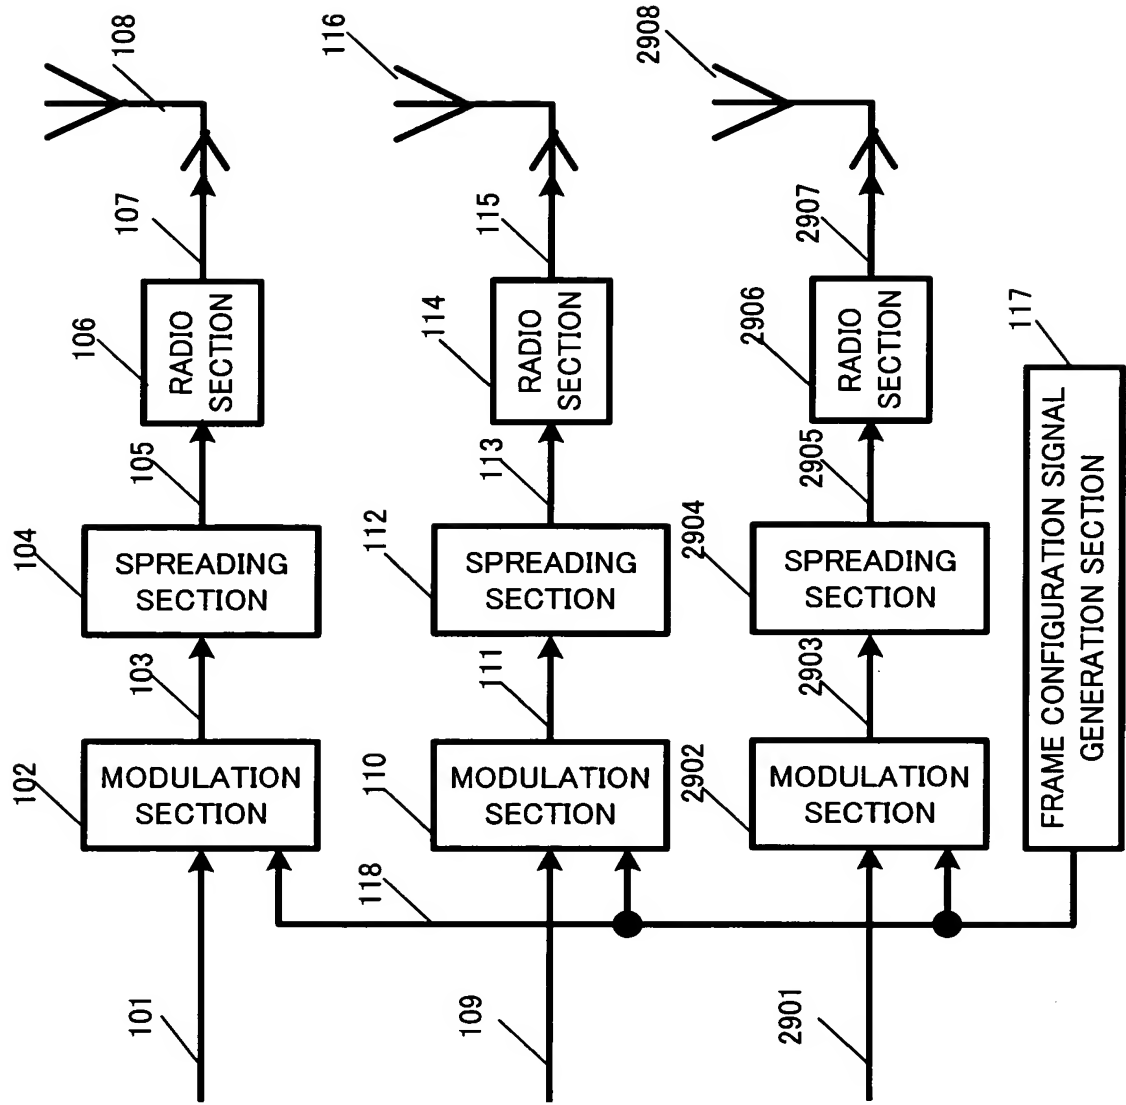 101
102
MODULATION
SECTION
103
104
SPREADING
SECTION
105
106
RADIO
SECTION
107
108
109
110
MODULATION
SECTION
111
112
SPREADING
SECTION
113
114
RADIO
SECTION
115
116
118
2901
2902
MODULATION
SECTION
2903
2904
SPREADING
SECTION
2905
2906
RADIO
SECTION
2907
2908
117
FRAME CONFIGURATION SIGNAL
GENERATION SECTION